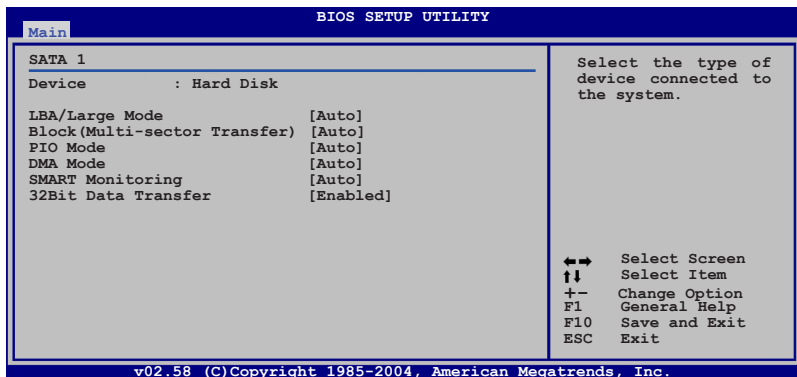 BIOS SETUP UTILITY
Main
SATA 1
Device : Hard Disk
LBA/Large Mode [Auto]
Block(Multi-sector Transfer) [Auto]
PIO Mode [Auto]
DMA Mode [Auto]
SMART Monitoring [Auto]
32Bit Data Transfer [Enabled]
Select the type of
device connected to
the system.
←→ Select Screen
↑↓ Select Item
+- Change Option
F1 General Help
F10 Save and Exit
ESC Exit
v02.58 (C)Copyright 1985-2004, American Megatrends, Inc.